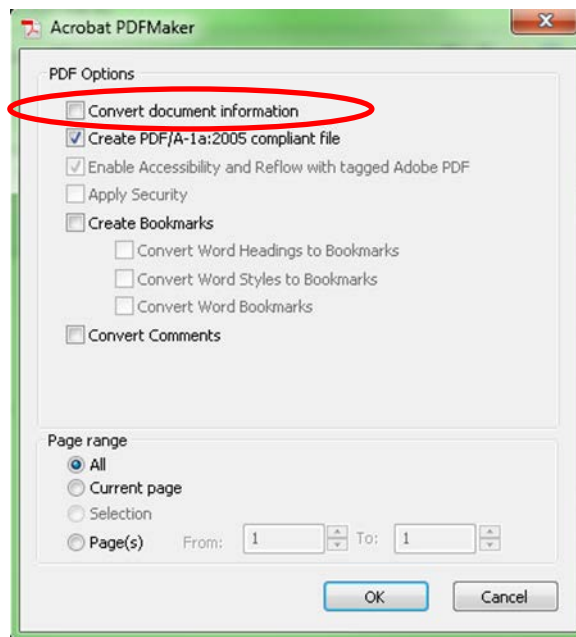 Acrobat PDFMaker
PDF Options
Convert document information
Create PDF/A-1a:2005 compliant file
Enable Accessibility and Reflow with tagged Adobe PDF
Apply Security
Create Bookmarks
Convert Word Headings to Bookmarks
Convert Word Styles to Bookmarks
Convert Word Bookmarks
Convert Comments
Page range
All
Current page
Selection
Page(s) From: 1 To: 1
OK Cancel